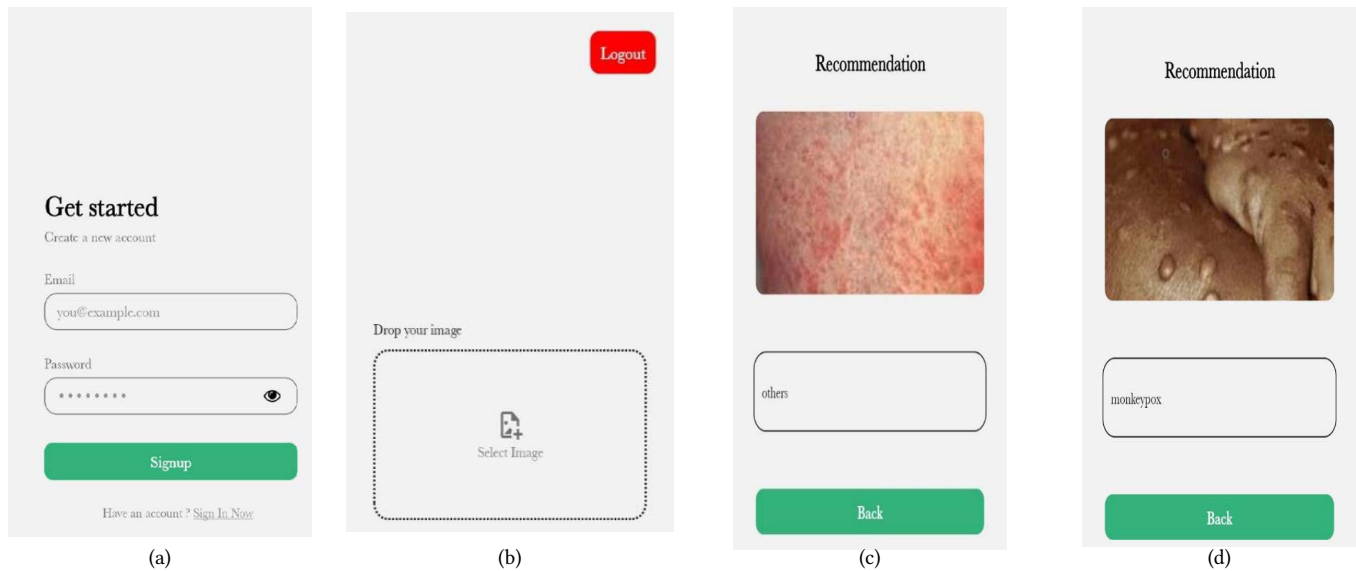 Get started
Create a new account
Email
you@example.com
Password
Signup
Have an account ? Sign In Now
(a)
Logout
Drop your image
Select Image
(b)
Recommendation
others
Back
(c)
Recommendation
monkeypox
Back
(d)